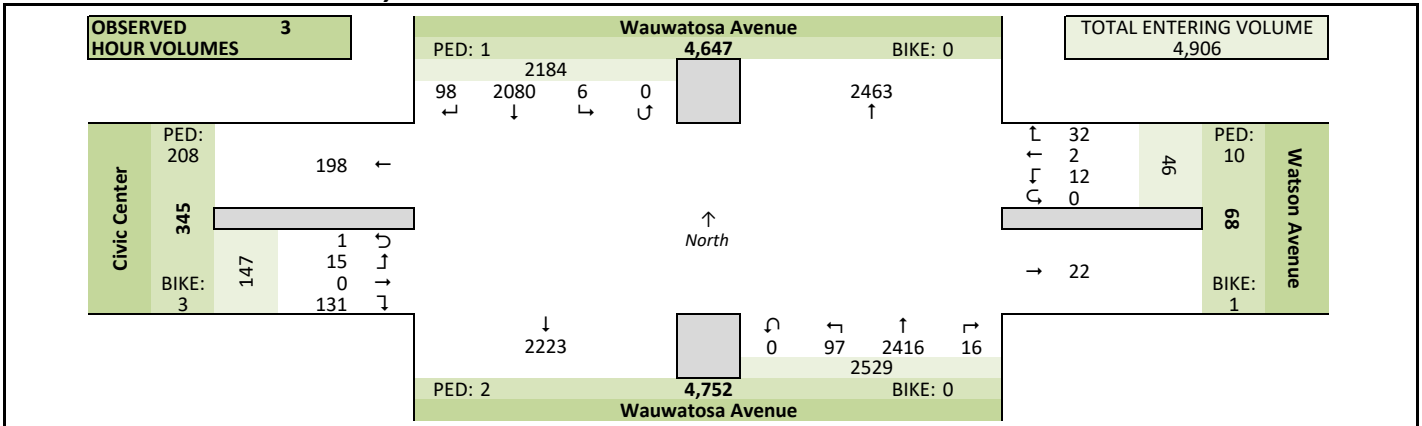 OBSERVED 3
HOUR VOLUMES
Wauwatosa Avenue
TOTAL ENTERING VOLUME
4,906
PED: 1 4,647 BIKE: 0
2184
98 2080 6 0
↵ ↓ ↳ ↺
2463
↑
Civic Center
PED:
208
345
BIKE:
3
198 ←
147
1 ⮌
15 ↰
0 →
131 ↴
↑
North
↑ 32
← 2
↓ 12
↺ 0
46
→ 22
PED:
10
68
BIKE:
1
Watson Avenue
↓
2223
↶ ↰ ↑ ↱
0 97 2416 16
2529
PED: 2 4,752 BIKE: 0
Wauwatosa Avenue